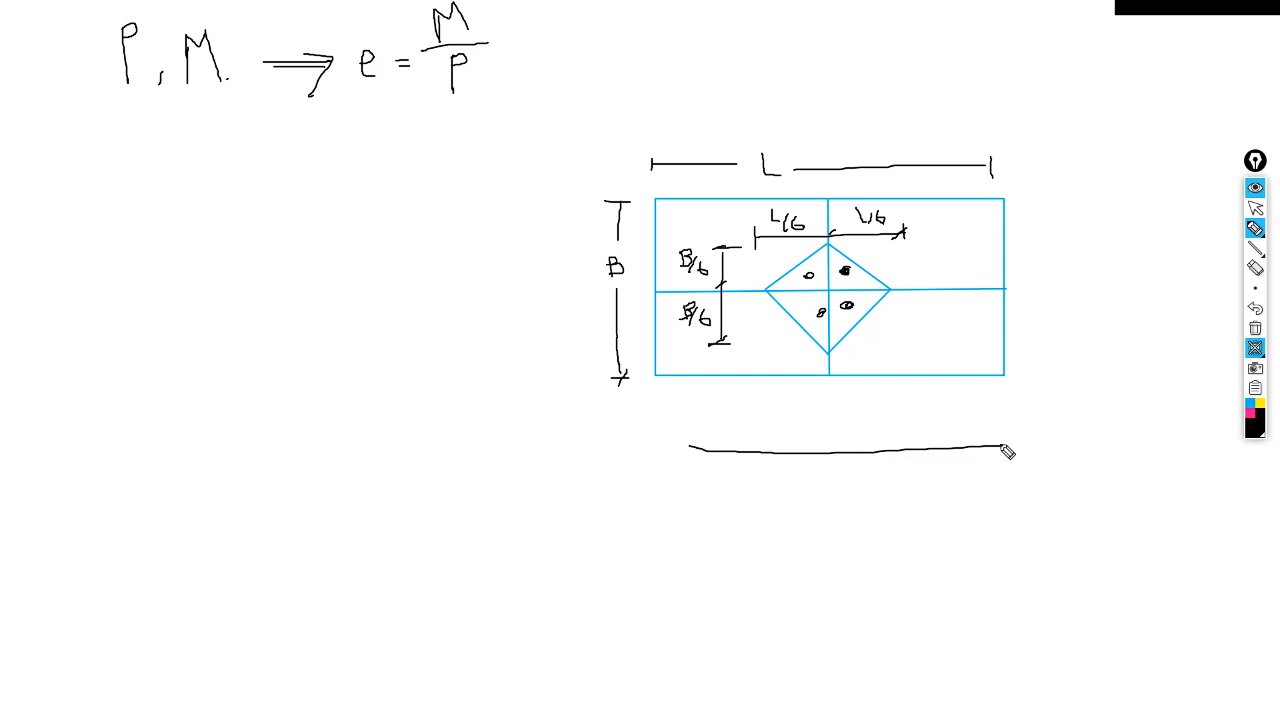 P, M. ⟹ e = M/P
L
L/6 L/6
B/6
B
B/6